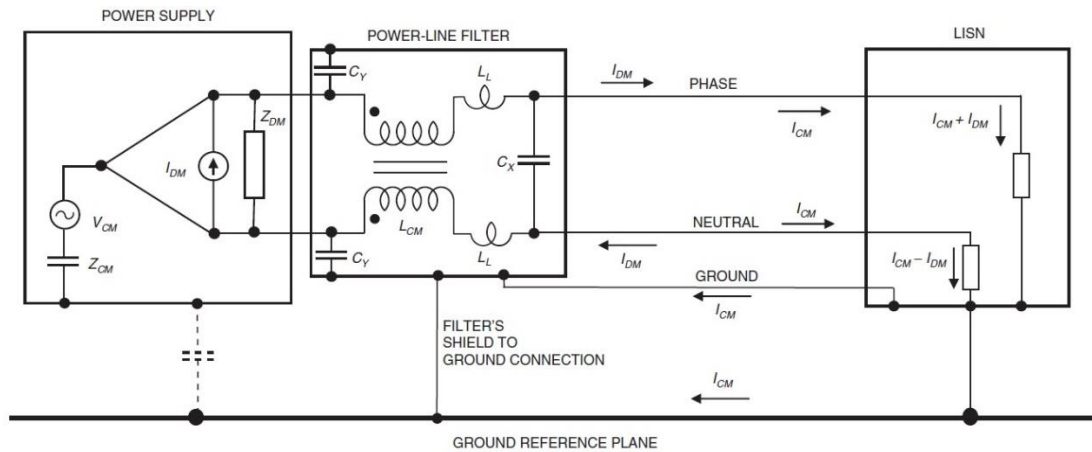 POWER SUPPLY
POWER-LINE FILTER
LISN
C_Y
L_L
I_DM
PHASE
Z_DM
I_CM
I_CM + I_DM
I_DM
C_X
V_CM
L_CM
NEUTRAL
I_CM
Z_CM
C_Y
L_L
I_DM
I_CM – I_DM
GROUND
I_CM
FILTER'S
SHIELD TO
GROUND CONNECTION
I_CM
GROUND REFERENCE PLANE